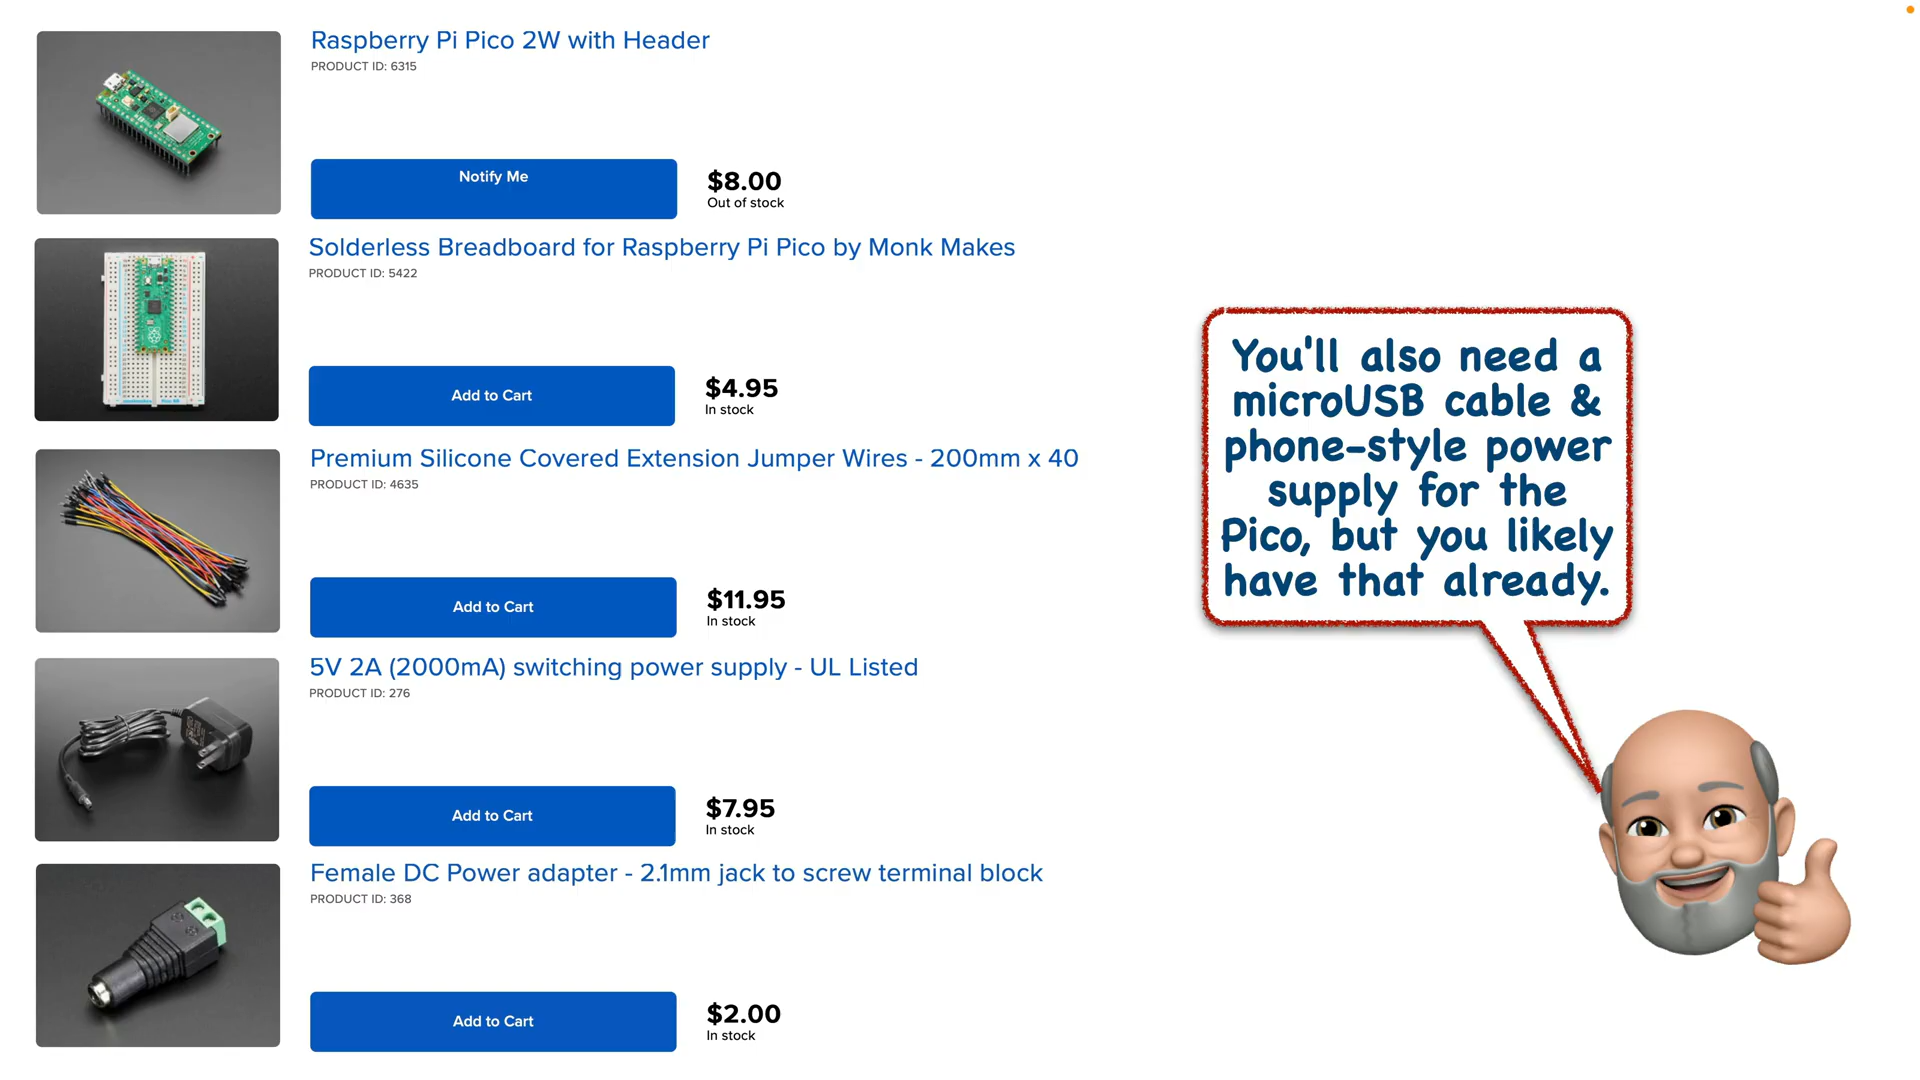 Raspberry Pi Pico 2W with Header
PRODUCT ID: 6315
Notify Me
$8.00
Out of stock
Solderless Breadboard for Raspberry Pi Pico by Monk Makes
PRODUCT ID: 5422
Add to Cart
$4.95
In stock
Premium Silicone Covered Extension Jumper Wires - 200mm x 40
PRODUCT ID: 4635
Add to Cart
$11.95
In stock
5V 2A (2000mA) switching power supply - UL Listed
PRODUCT ID: 276
Add to Cart
$7.95
In stock
Female DC Power adapter - 2.1mm jack to screw terminal block
PRODUCT ID: 368
Add to Cart
$2.00
In stock
You'll also need a
microUSB cable &
phone-style power
supply for the
Pico, but you likely
have that already.